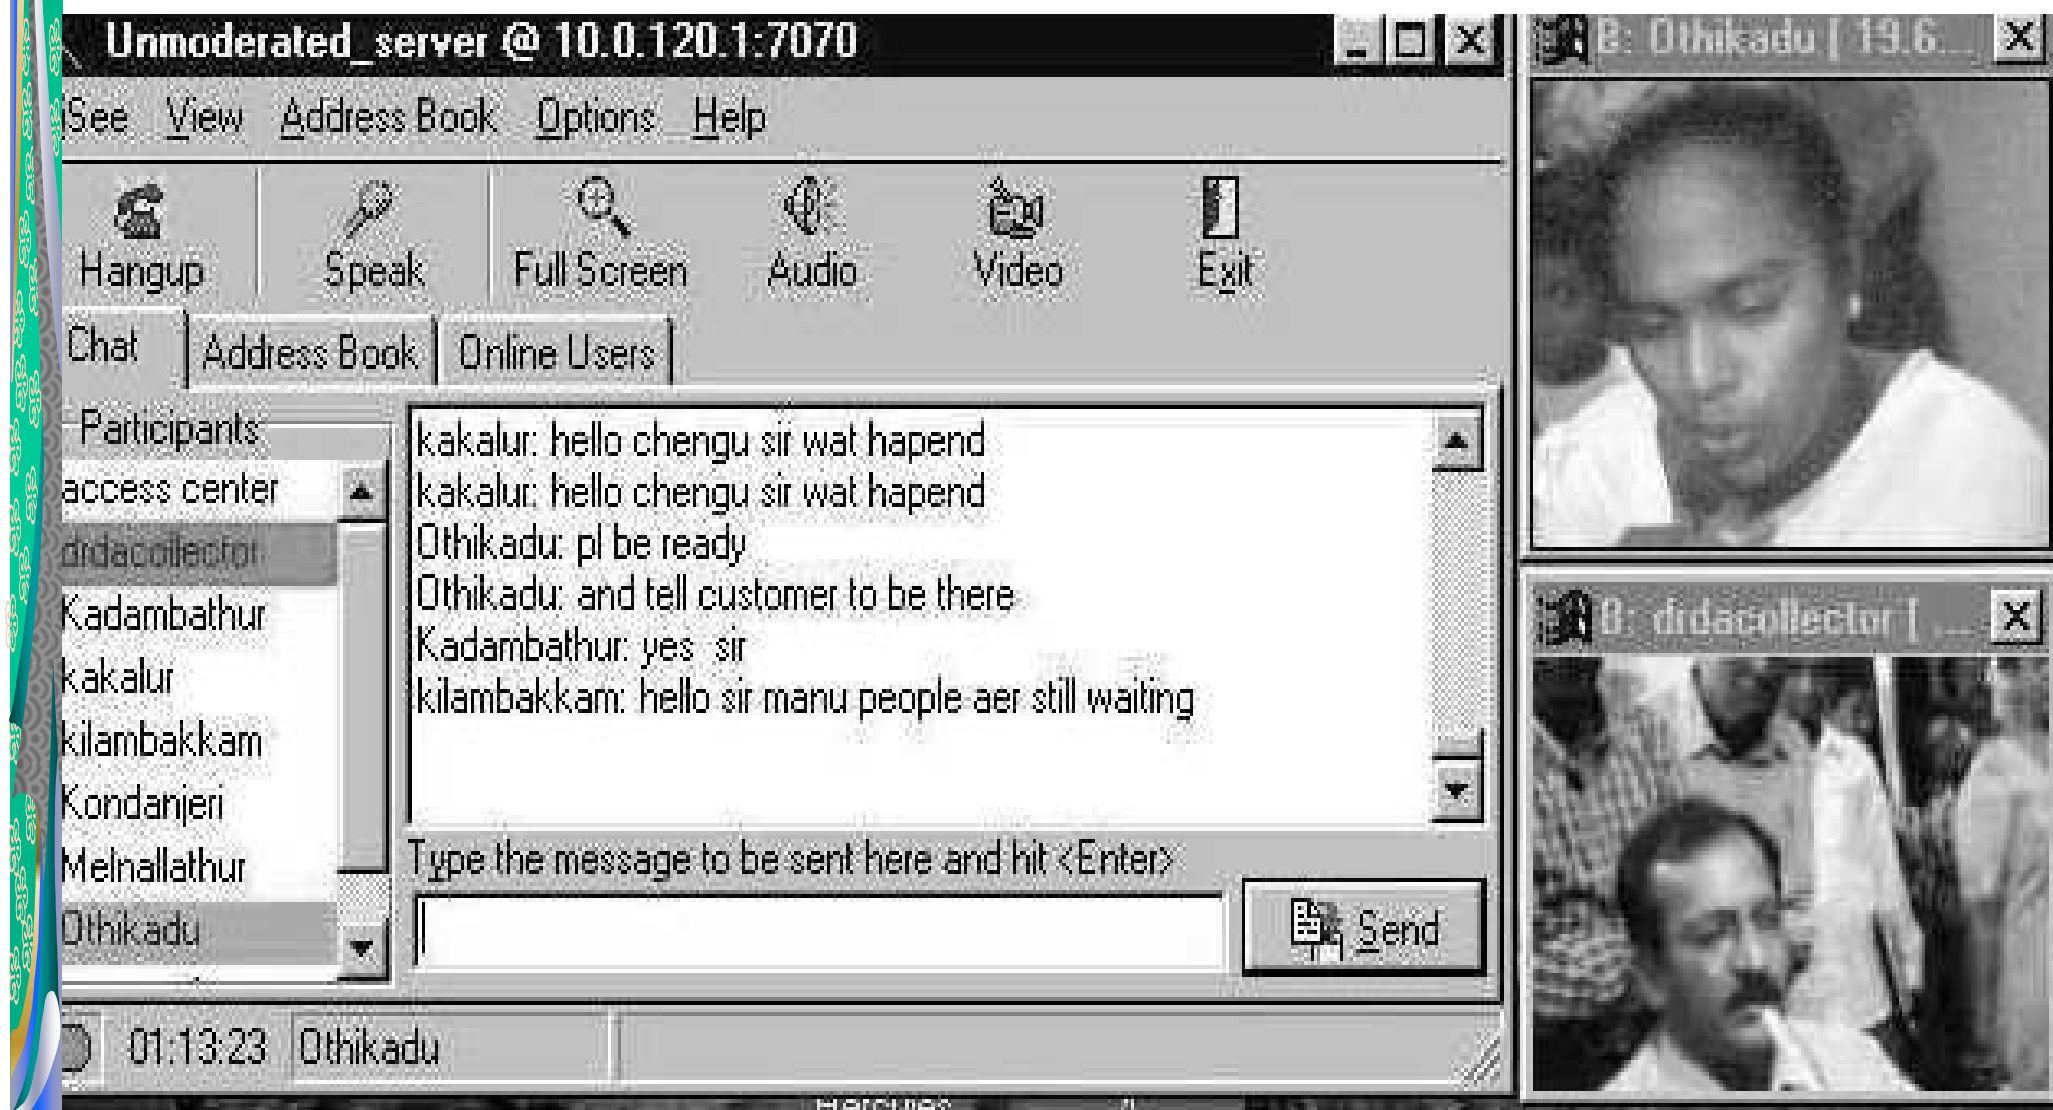 Unmoderated_server @ 10.0.120.1:7070
See View Address Book Options Help
Hangup Speak Full Screen Audio Video Exit
Chat Address Book Online Users
Participants
access center
drdacollector
Kadambathur
kakalur
kilambakkam
Kondanjeri
Melnallathur
Othikadu
kakalur: hello chengu sir wat hapend
kakalur: hello chengu sir wat hapend
Othikadu: pl be ready
Othikadu: and tell customer to be there
Kadambathur: yes sir
kilambakkam: hello sir manu people aer still waiting
Type the message to be sent here and hit <Enter>
Send
01:13:23 Othikadu
B: Othikadu [ 19.6...
B: drdacollector [ ...